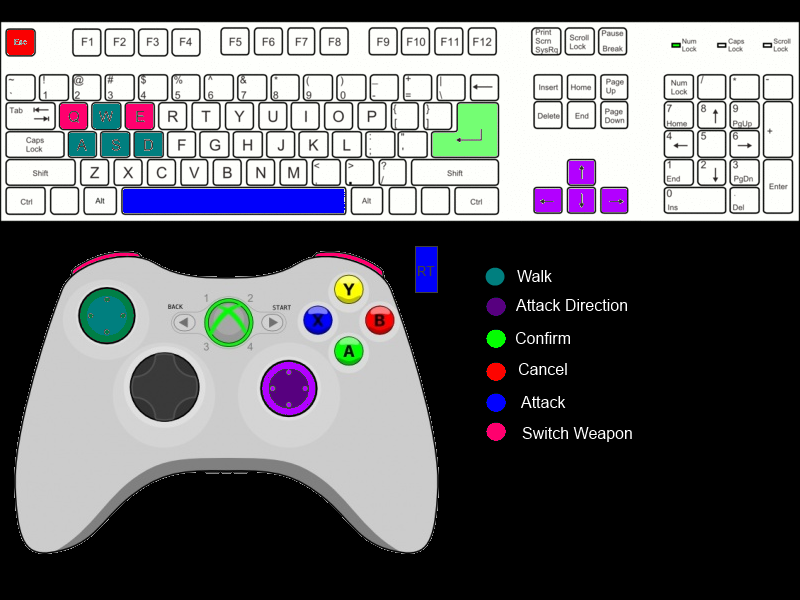 Esc F1 F2 F3 F4 F5 F6 F7 F8 F9 F10 F11 F12 Print Scrn SysRq Scroll Lock Pause Break Num Lock Caps Lock Scroll Lock
~ ` ! 1 @ 2 # 3 $ 4 % 5 ^ 6 & 7 * 8 ( 9 ) 0 _ - + = | \ Insert Home Page Up Num Lock / * -
Tab Q W E R T Y U I O P { [ } ] Delete End Page Down 7 Home 8 9 PgUp +
Caps Lock A S D F G H J K L : ; " ' 4 5 6
Shift Z X C V B N M < , > . ? / Shift 1 End 2 3 PgDn Enter
Ctrl Alt Alt Ctrl 0 Ins . Del
RT
BACK 1 2 START
3 4
Y
X B
A
Walk
Attack Direction
Confirm
Cancel
Attack
Switch Weapon